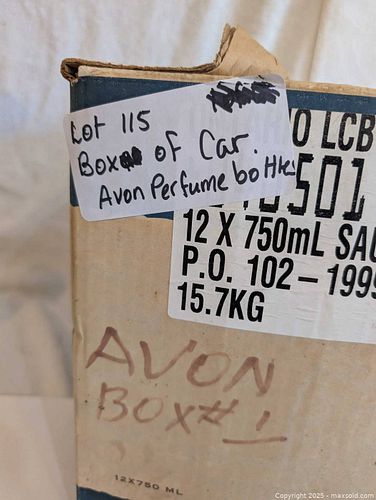 Lot 115
Box of Car.
Avon Perfume bottles
O LCB
501
12 X 750mL SAU
P.O. 102-1999
15.7KG
AVON
BOX# 1
12X750 ML
Copyright 2025 - maxsold.com